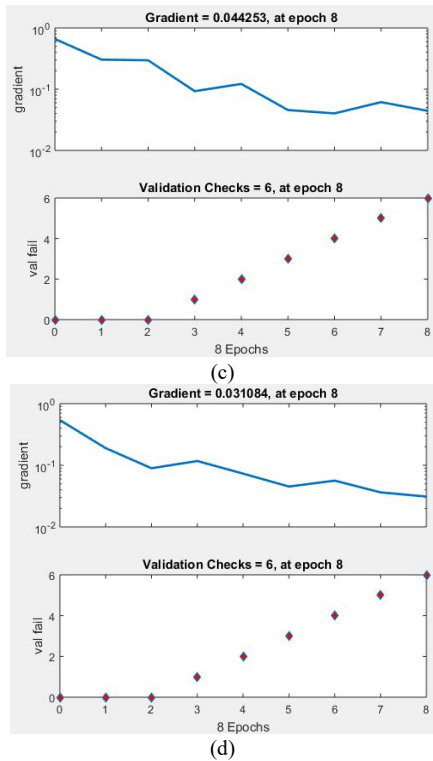 Gradient = 0.044253, at epoch 8
10^0
10^-1
10^-2
gradient
Validation Checks = 6, at epoch 8
6
4
2
0
val fail
0 1 2 3 4 5 6 7 8
8 Epochs
(c)
Gradient = 0.031084, at epoch 8
10^0
10^-1
10^-2
gradient
Validation Checks = 6, at epoch 8
6
4
2
0
val fail
0 1 2 3 4 5 6 7 8
8 Epochs
(d)